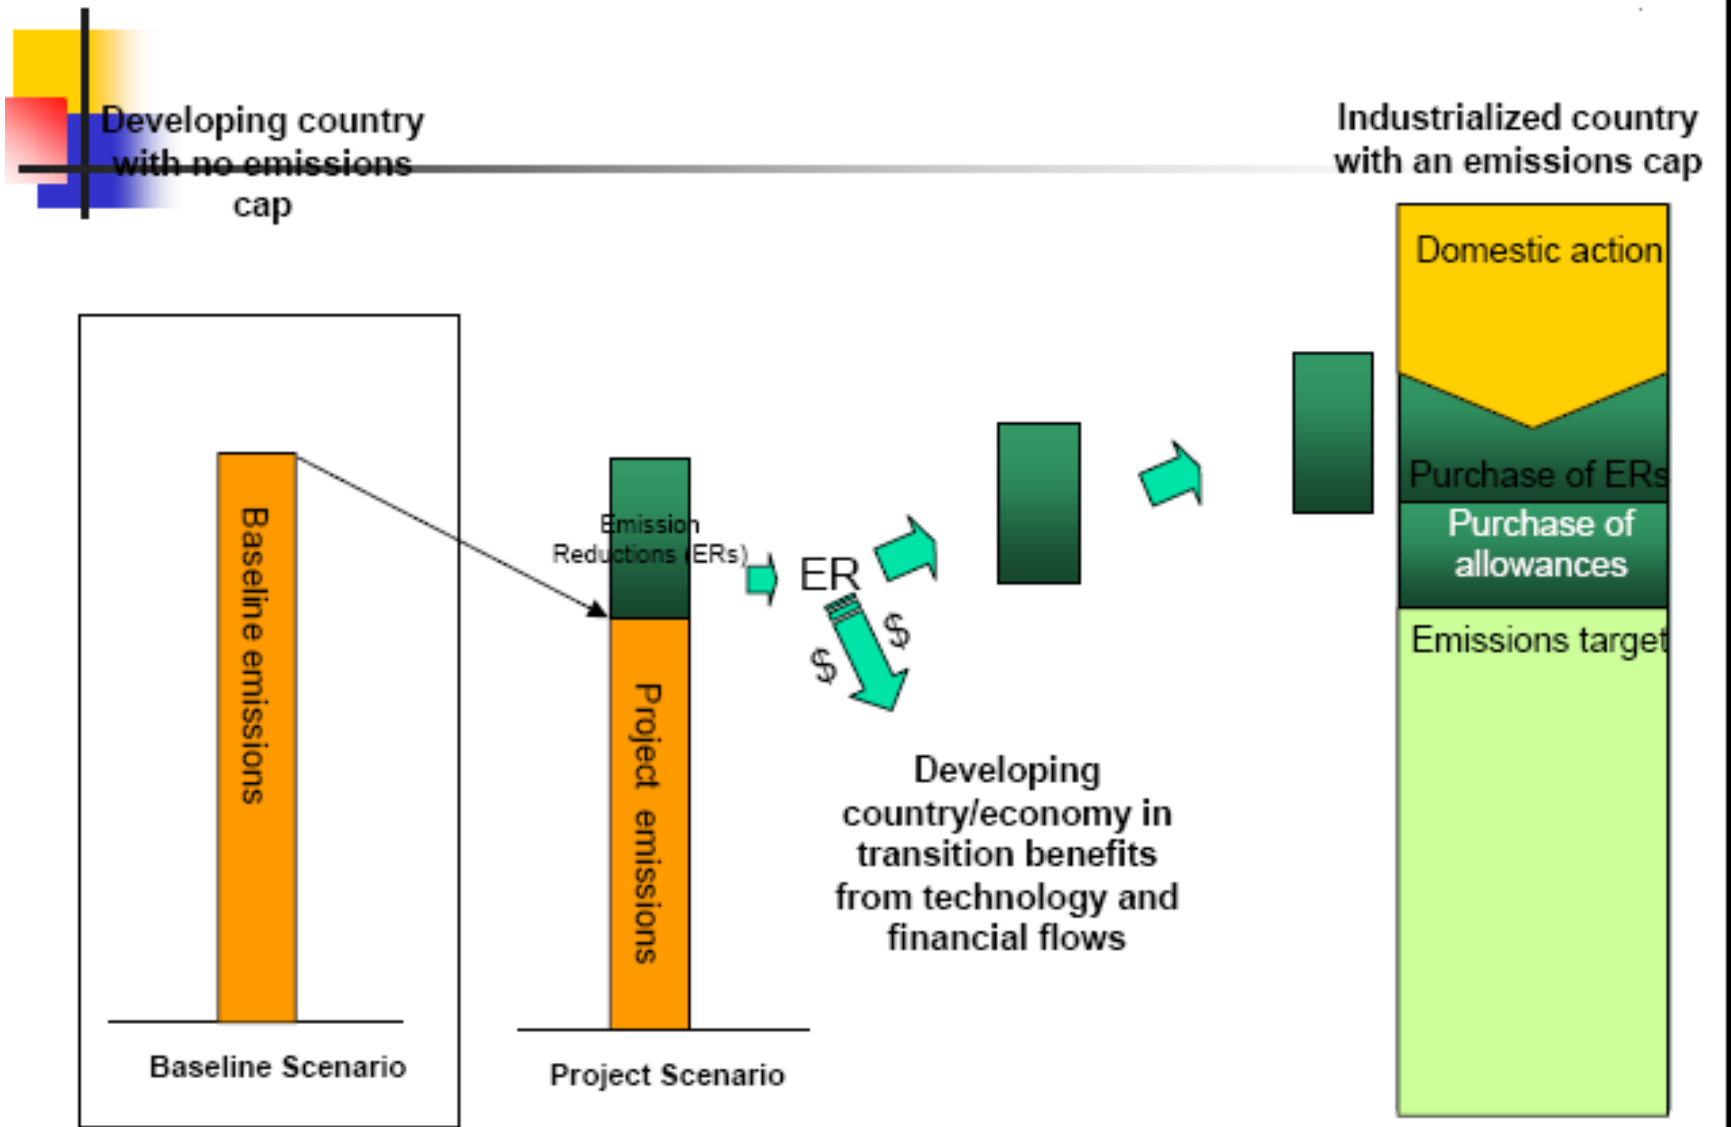 Developing country
with no emissions
cap
Industrialized country
with an emissions cap
Domestic action
Purchase of ERs
Purchase of
allowances
Emissions target
Baseline emissions
Baseline Scenario
Emission
Reductions (ERs)
Project emissions
Project Scenario
ER
$
$
Developing
country/economy in
transition benefits
from technology and
financial flows